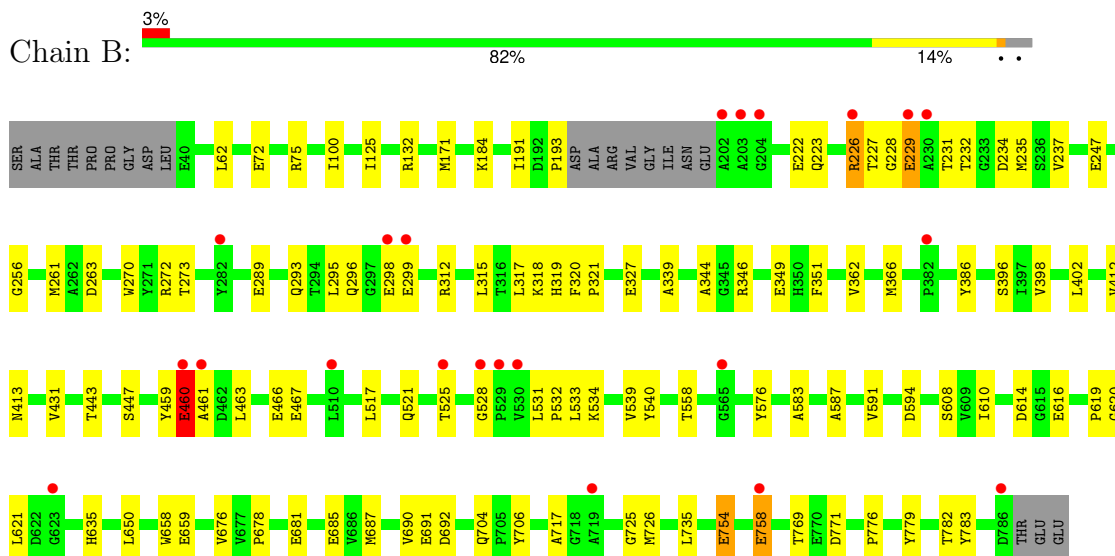 3%
Chain B:
82% 14% • •
SER ALA THR THR PRO PRO GLY ASP LEU E40 L62 E72 R75 I100 I125 R132 M171 K184 I191 D192 P193 ASP ALA ARG VAL GLY ILE ASN GLU A202 A203 G204 E222 Q223 R226 T227 G228 E229 A230 T231 T232 G233 D234 M235 S236 V237 E247
G256 M261 A262 D263 W270 Y271 R272 T273 Y282 E289 Q293 T294 L295 Q296 G297 E298 E299 R312 L315 T316 L317 K318 H319 F320 P321 E327 A339 A344 G345 R346 E349 H350 F351 V362 M366 P382 Y386 S396 I397 V398 L402 V412
N413 V431 T443 S447 Y459 E460 A461 D462 L463 E466 E467 L510 L517 Q521 T525 G528 P529 V530 L531 P532 L533 K534 V539 Y540 T558 G565 Y576 A583 A587 V591 D594 S608 V609 I610 D614 G615 E616 P619 G620
L621 D622 G623 H635 L650 W658 E659 V676 V677 P678 E681 E685 V686 M687 V690 E691 D692 Q704 P705 Y706 A717 G718 A719 G725 M726 L735 E754 E758 T769 E770 D771 P776 Y779 T782 Y783 D786 THR GLU GLU